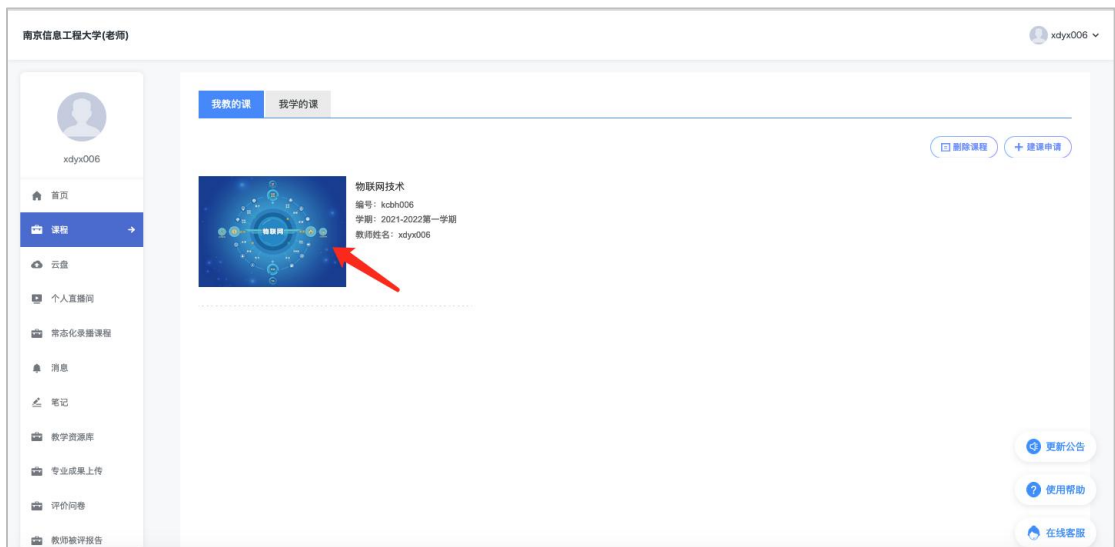 南京信息工程大学(老师)
xdyx006
xdyx006
首页
课程
云盘
个人直播间
常态化录播课程
消息
笔记
教学资源库
专业成果上传
评价问卷
教师被评报告
我教的课
我学的课
删除课程
+ 建课申请
物联网
物联网技术
编号: kcbh006
学期: 2021-2022第一学期
教师姓名: xdyx006
更新公告
使用帮助
在线客服